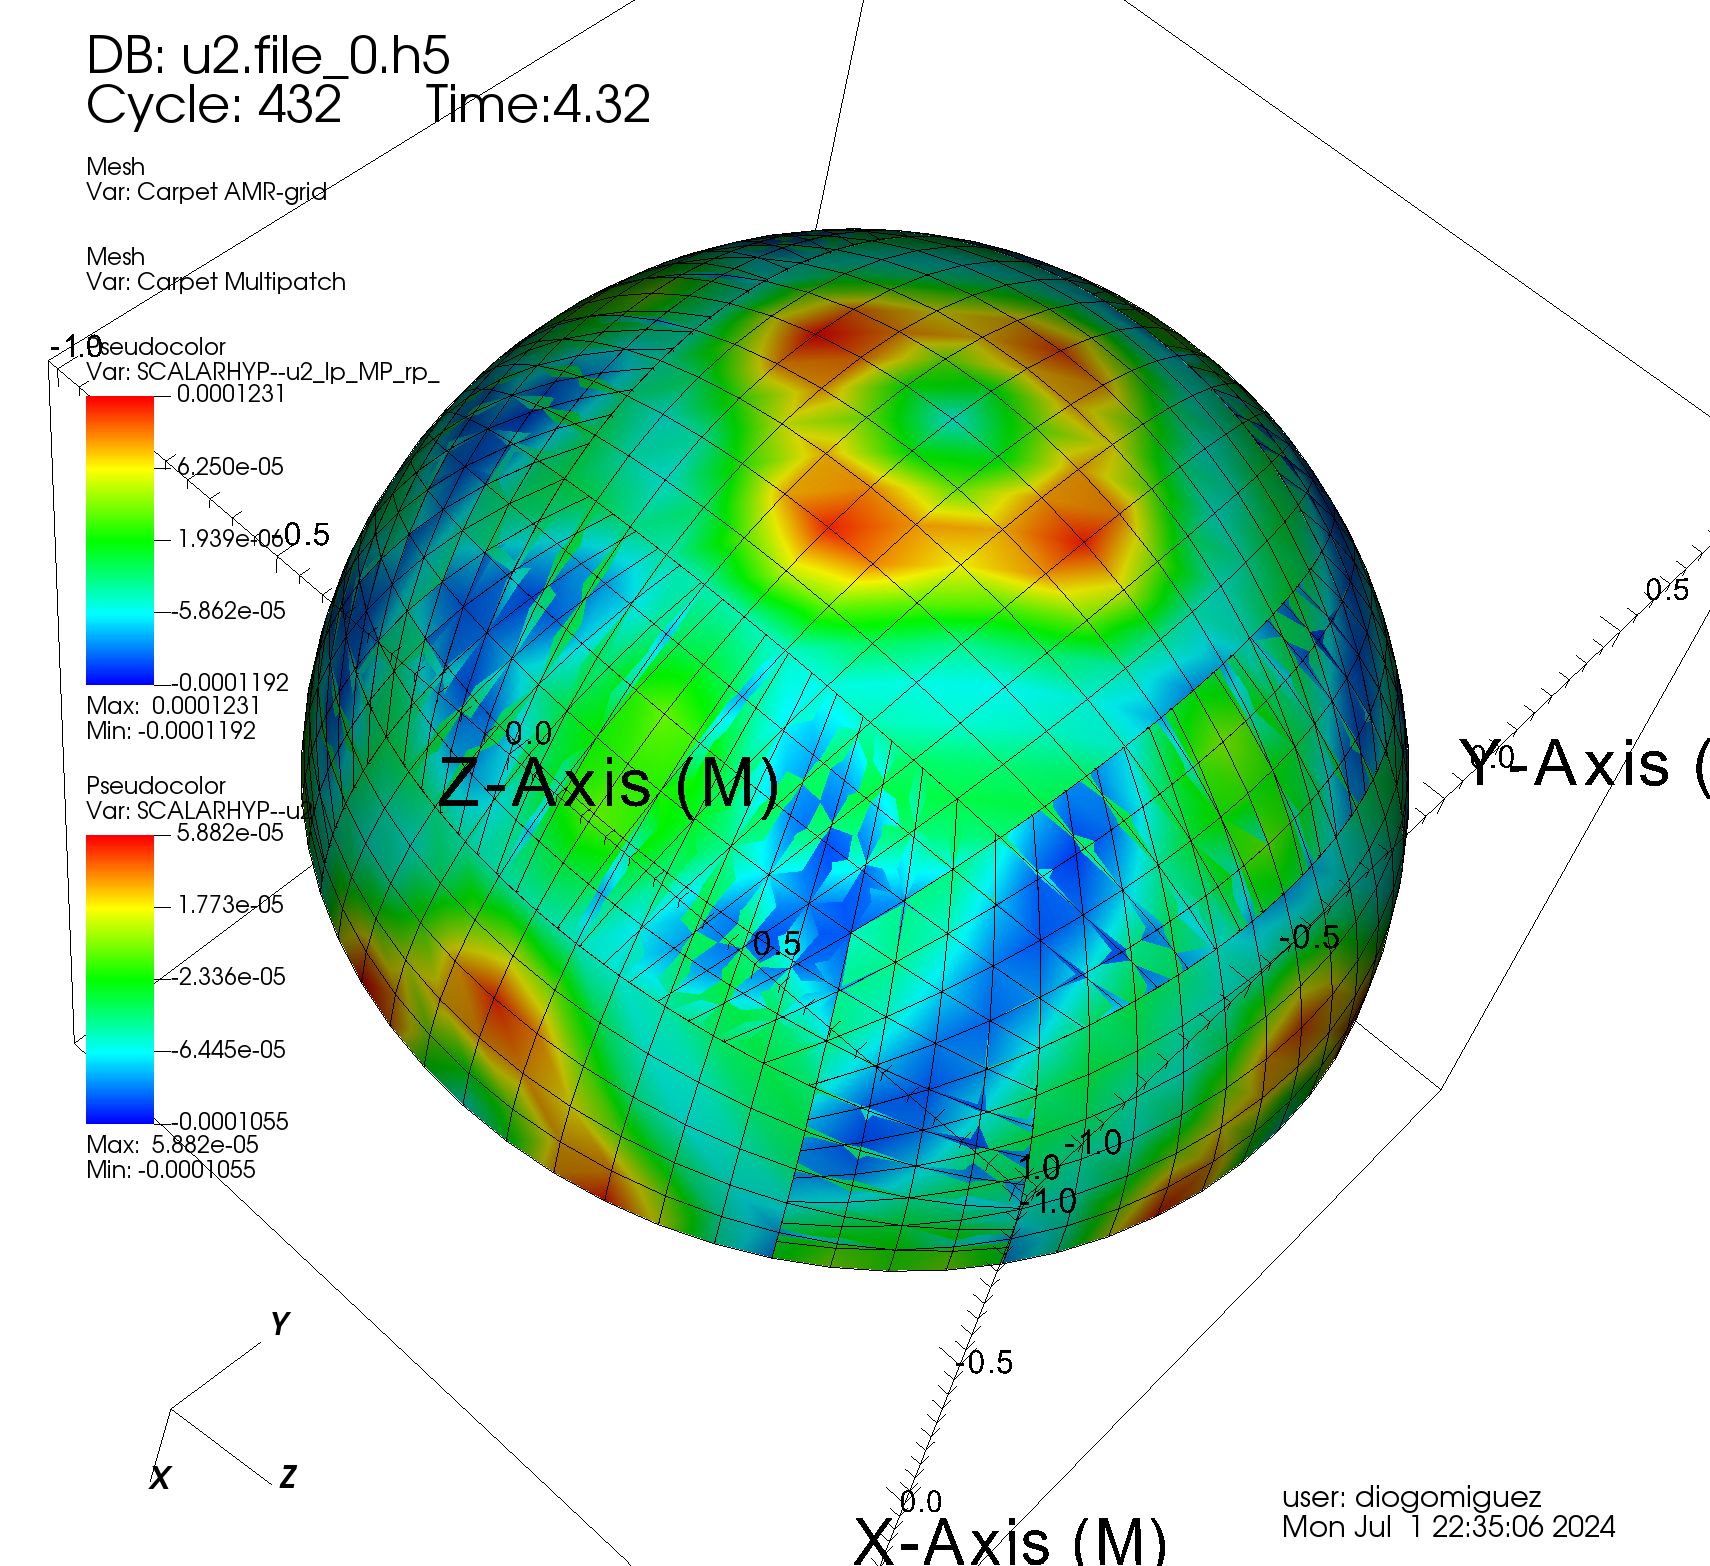 DB: u2.file_0.h5
Cycle: 432 Time:4.32
Mesh
Var: Carpet AMR-grid
Mesh
Var: Carpet Multipatch
-1.0
Pseudocolor
Var: SCALARHYP--u2_lp_MP_rp_
0.0001231
6.250e-05
1.939e-06
-5.862e-05
-0.0001192
Max: 0.0001231
Min: -0.0001192
Pseudocolor
Var: SCALARHYP--u2
5.882e-05
1.773e-05
-2.336e-05
-6.445e-05
-0.0001055
Max: 5.882e-05
Min: -0.0001055
-0.5
0.0
Z-Axis (M)
0.5
1.0
0.5
0.0
Y-Axis (
-0.5
-1.0
-1.0
-0.5
0.0
X-Axis (M)
Y
X
Z
user: diogomiguez
Mon Jul 1 22:35:06 2024